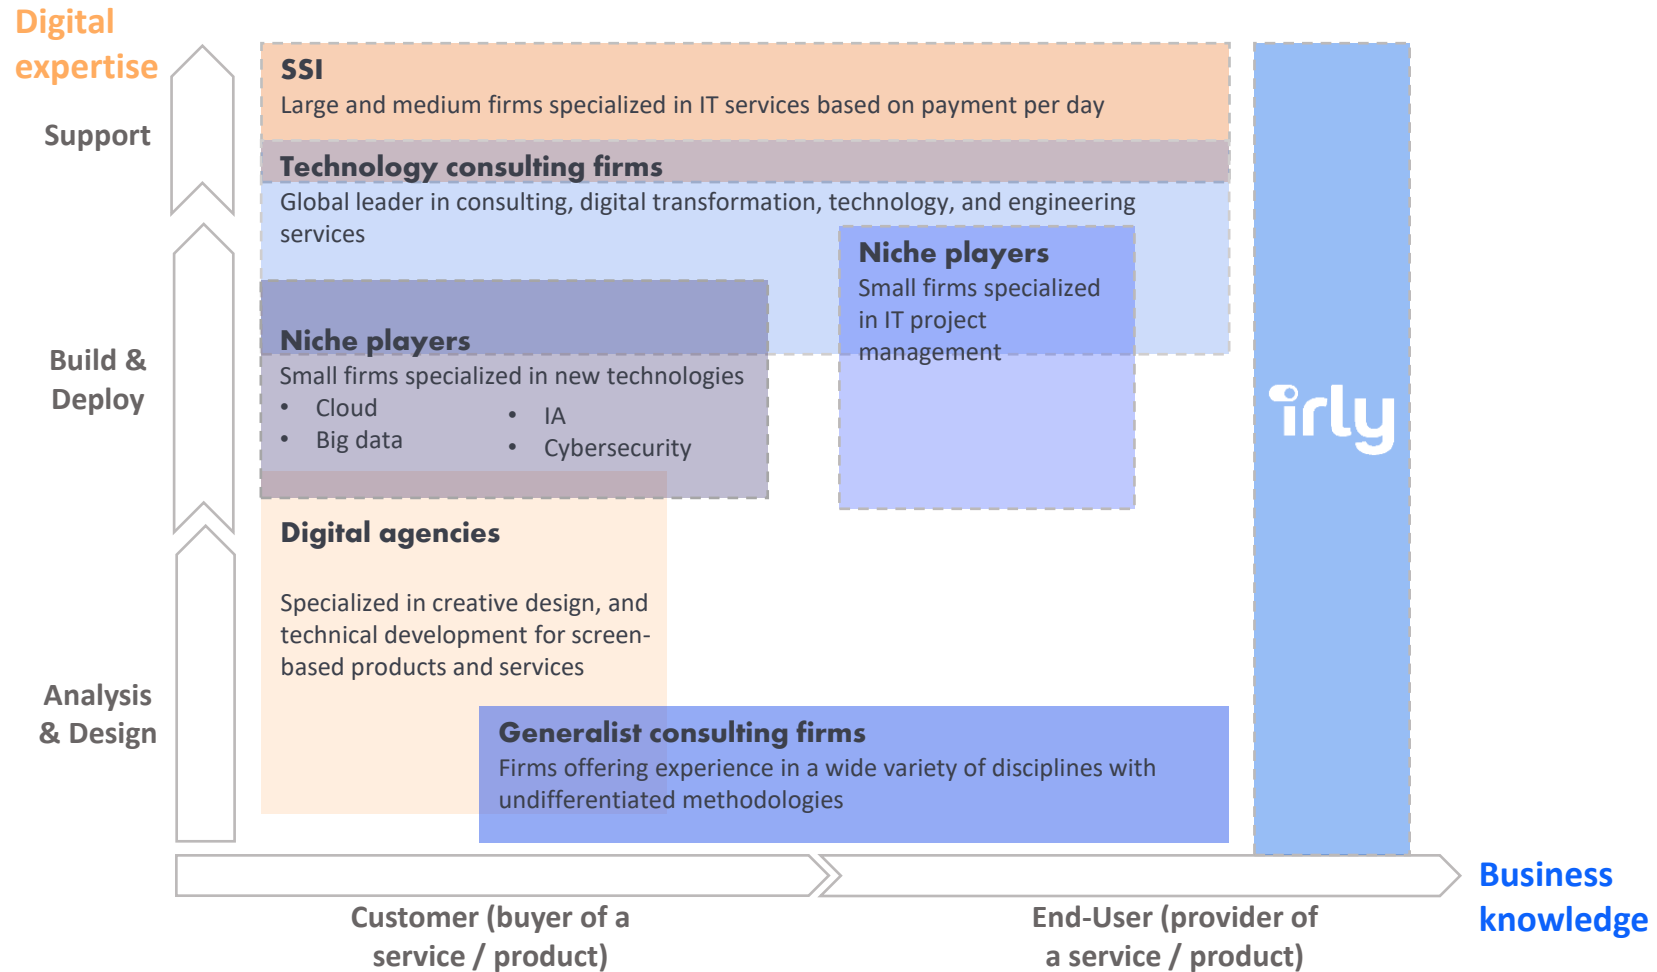 Digital
expertise
SSI
Large and medium firms specialized in IT services based on payment per day
Support
Technology consulting firms
Global leader in consulting, digital transformation, technology, and engineering
services
Niche players
Small firms specialized
in IT project
management
Niche players
Small firms specialized in new technologies
• Cloud
• Big data
• IA
• Cybersecurity
Build &
Deploy
irly
Digital agencies
Specialized in creative design, and
technical development for screen-
based products and services
Analysis
& Design
Generalist consulting firms
Firms offering experience in a wide variety of disciplines with
undifferentiated methodologies
Business
knowledge
Customer (buyer of a
service / product)
End-User (provider of
a service / product)